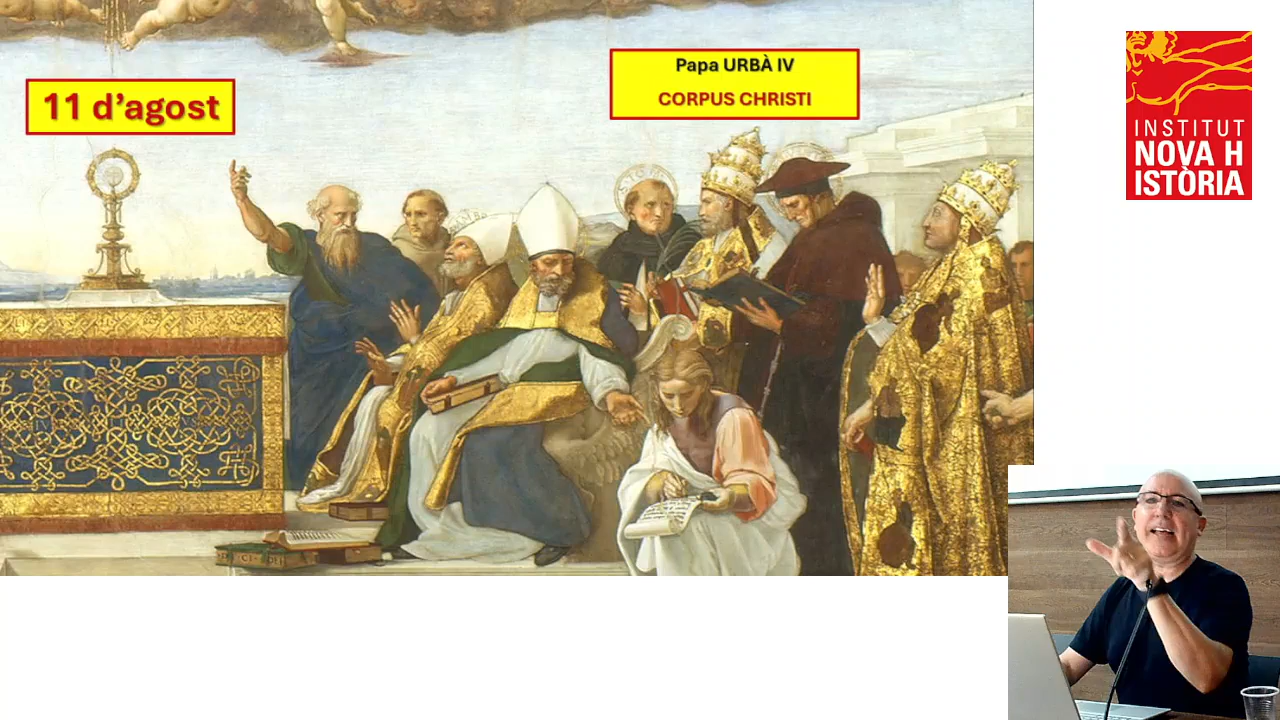 11 d’agost
Papa URBÀ IV
CORPUS CHRISTI
INSTITUT
NOVA H
ISTÒRIA